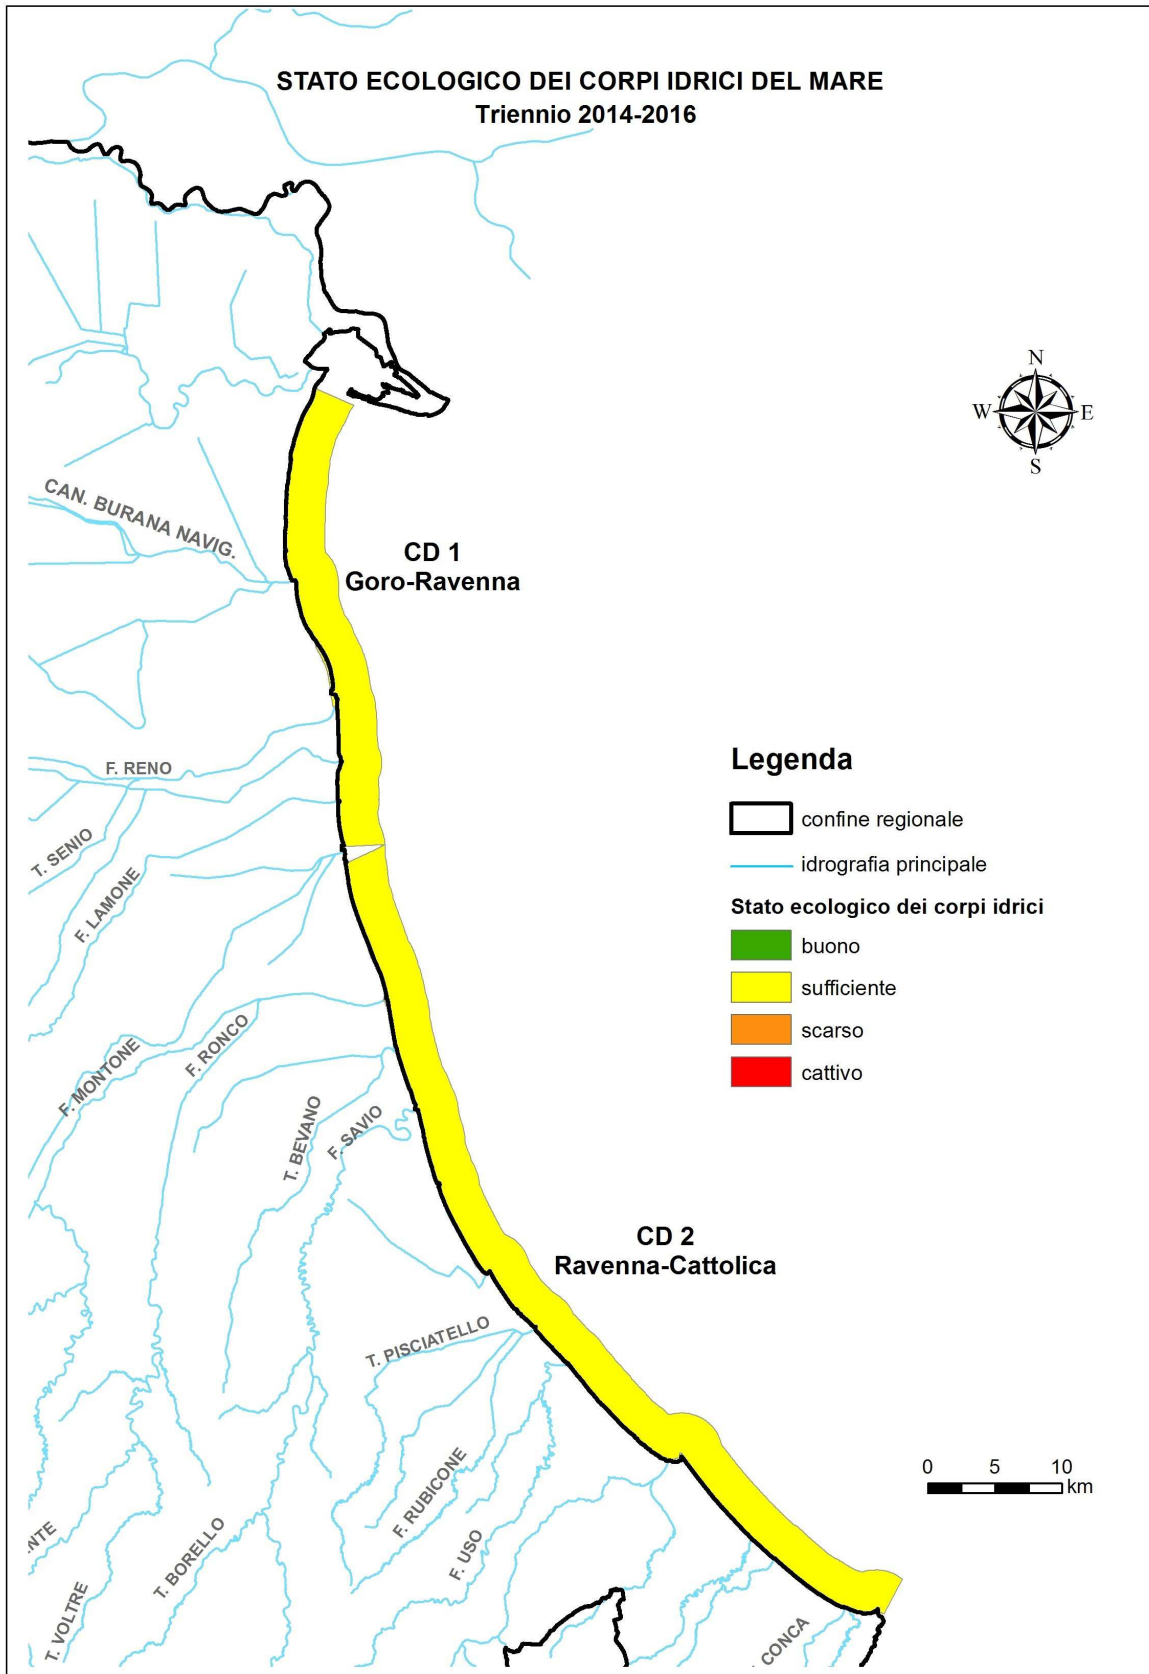 STATO ECOLOGICO DEI CORPI IDRICI DEL MARE
Triennio 2014-2016
N
W
E
S
CAN. BURANA NAVIG.
CD 1
Goro-Ravenna
F. RENO
T. SENIO
F. LAMONE
F. MONTONE
F. RONCO
T. BEVANO
F. SAVIO
CD 2
Ravenna-Cattolica
T. PISCIATELLO
F. RUBICONE
F. USO
T. BORELLO
T. VOLTRE
NTE
CONCA
Legenda
confine regionale
idrografia principale
Stato ecologico dei corpi idrici
buono
sufficiente
scarso
cattivo
0 5 10
km